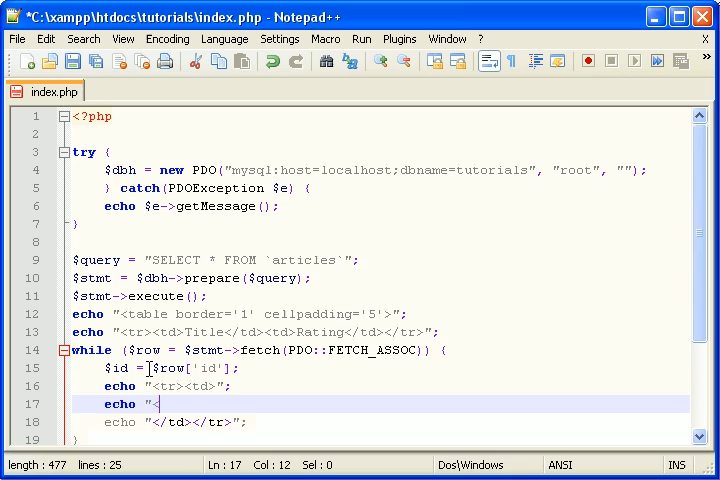 *C:\xampp\htdocs\tutorials\index.php - Notepad++
File Edit Search View Encoding Language Settings Macro Run Plugins Window ? X
index.php
1 <?php
2
3 try {
4 $dbh = new PDO("mysql:host=localhost;dbname=tutorials", "root", "");
5 } catch(PDOException $e) {
6 echo $e->getMessage();
7 }
8
9 $query = "SELECT * FROM `articles`";
10 $stmt = $dbh->prepare($query);
11 $stmt->execute();
12 echo "<table border='1' cellpadding='5'>";
13 echo "<tr><td>Title</td><td>Rating</td></tr>";
14 while ($row = $stmt->fetch(PDO::FETCH_ASSOC)) {
15 $id = $row['id'];
16 echo "<tr><td>";
17 echo "<
18 echo "</td></tr>";
19 }
length : 477 lines : 25 Ln : 17 Col : 12 Sel : 0 Dos\Windows ANSI INS